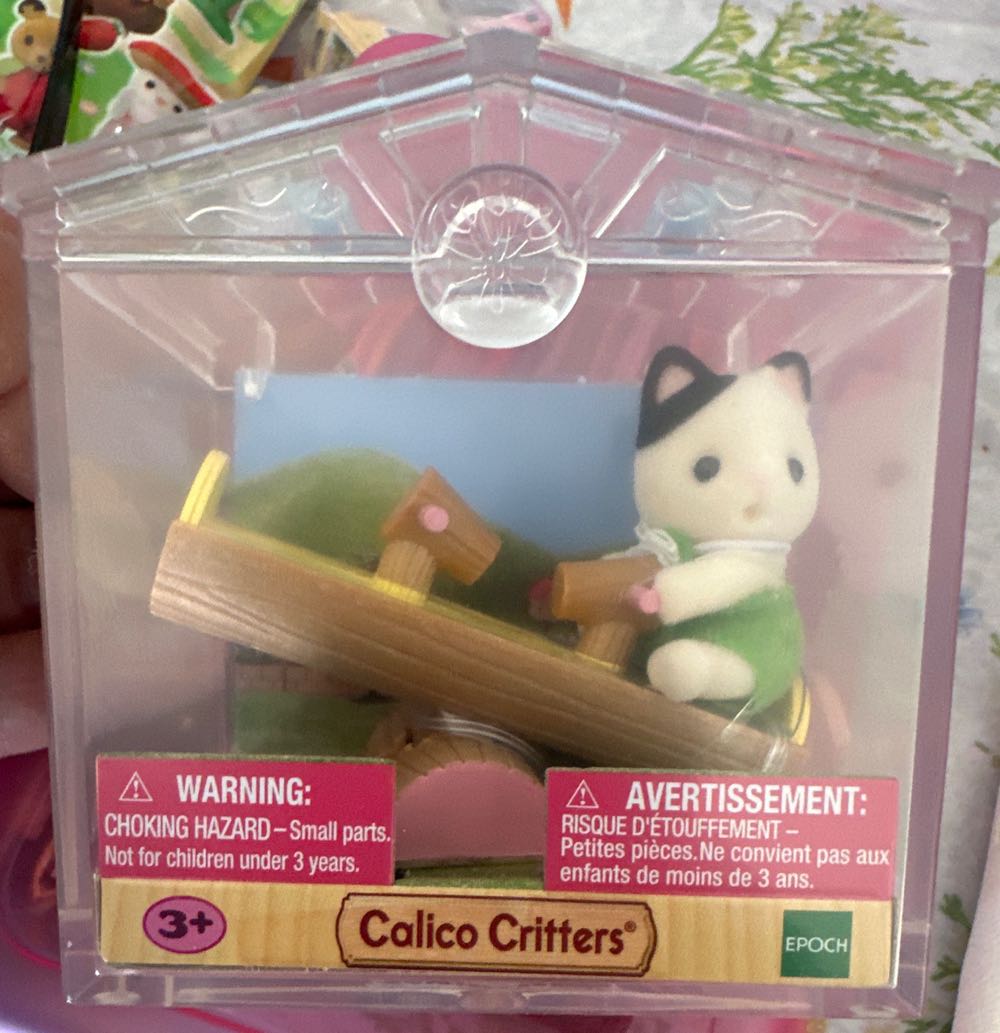 WARNING:
CHOKING HAZARD – Small parts.
Not for children under 3 years.
AVERTISSEMENT:
RISQUE D'ÉTOUFFEMENT –
Petites pièces.Ne convient pas aux
enfants de moins de 3 ans.
3+
Calico Critters®
EPOCH